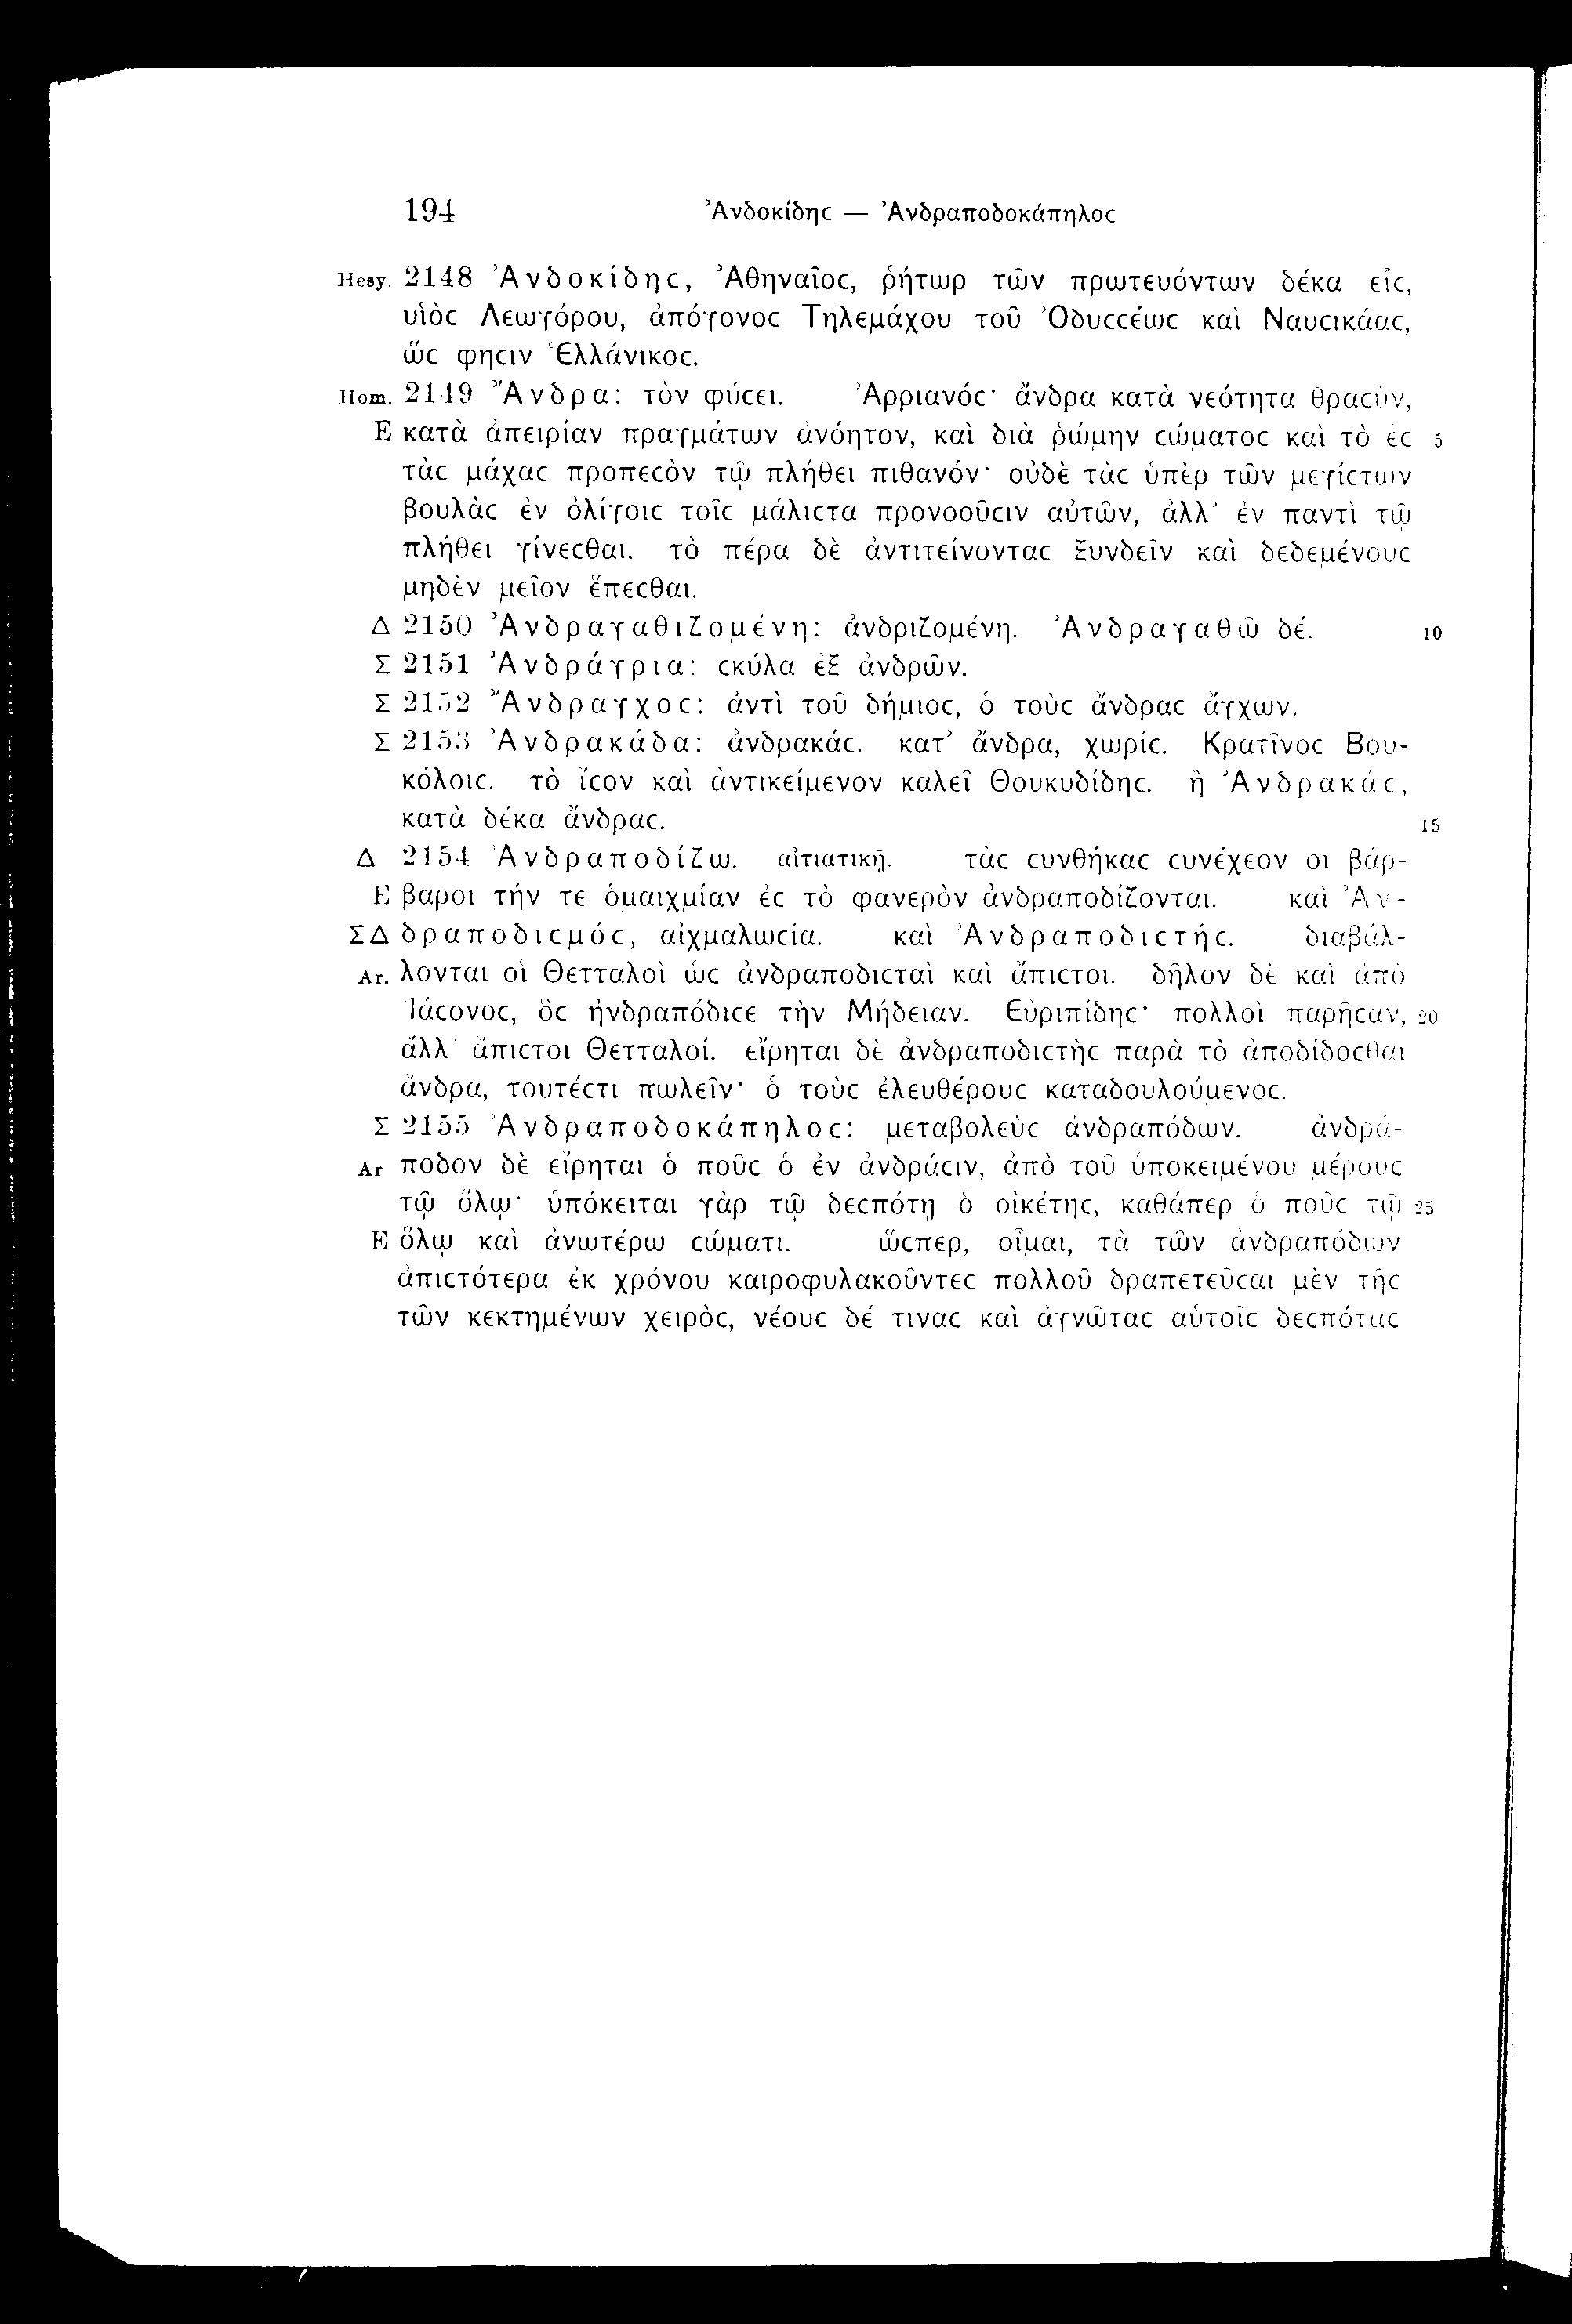 194 Ἀνδοκίδηϲ — Ἀνδραποδοκάπηλοϲ
Hesy. 2148 Ἀνδοκίδηϲ, Ἀθηναῖοϲ, ῥήτωρ τῶν πρωτευόντων δέκα εἷϲ,
υἱὸϲ Λεωγόρου, ἀπόγονοϲ Τηλεμάχου τοῦ Ὀδυϲϲέωϲ καὶ Ναυϲικάαϲ,
ὥϲ φηϲιν Ἑλλάνικοϲ.
Hom. 2149 Ἄνδρα: τὸν φύϲει. Ἀρριανόϲ· ἄνδρα κατὰ νεότητα θραϲὺν,
E κατὰ ἀπειρίαν πραγμάτων ἀνόητον, καὶ διὰ ῥώμην ϲώματοϲ καὶ τὸ ἐϲ 5
τὰϲ μάχαϲ προπεϲὸν τῷ πλήθει πιθανόν· οὐδὲ τὰϲ ὑπὲρ τῶν μεγίϲτων
βουλὰϲ ἐν ὀλίγοιϲ τοῖϲ μάλιϲτα προνοοῦϲιν αὐτῶν, ἀλλ’ ἐν παντὶ τῷ
πλήθει γίνεϲθαι. τὸ πέρα δὲ ἀντιτείνονταϲ ξυνδεῖν καὶ δεδεμένουϲ
μηδὲν μεῖον ἕπεϲθαι.
Δ 2150 Ἀνδραγαθιζομένη: ἀνδριζομένη. Ἀνδραγαθῶ δέ. 10
Σ 2151 Ἀνδράγρια: ϲκύλα ἐξ ἀνδρῶν.
Σ 2152 Ἄνδραγχοϲ: ἀντὶ τοῦ δήμιοϲ, ὁ τοὺϲ ἄνδραϲ ἄγχων.
Σ 2153 Ἀνδρακάδα: ἀνδρακάϲ. κατ’ ἄνδρα, χωρίϲ. Κρατῖνοϲ Βου-
κόλοιϲ. τὸ ἴϲον καὶ ἀντικείμενον καλεῖ Θουκυδίδηϲ. ἢ Ἀνδρακάϲ,
κατὰ δέκα ἄνδραϲ. 15
Δ 2154 Ἀνδραποδίζω. αἰτιατικῇ. τὰϲ ϲυνθήκαϲ ϲυνέχεον οι βάρ-
E βαροι τήν τε ὁμαιχμίαν ἐϲ τὸ φανερὸν ἀνδραποδίζονται. καὶ Ἀν-
ΣΔ δραποδιϲμόϲ, αἰχμαλωϲία. καὶ Ἀνδραποδιϲτήϲ. διαβάλ-
Ar. λονται οἱ Θετταλοὶ ὡϲ ἀνδραποδιϲταὶ καὶ ἄπιϲτοι. δῆλον δὲ καὶ ἀπὸ
Ἰάϲονοϲ, ὃϲ ἠνδραπόδιϲε τὴν Μήδειαν. Εὐριπίδηϲ· πολλοὶ παρῆϲαν, 20
ἀλλ’ ἄπιϲτοι Θετταλοί. εἴρηται δὲ ἀνδραποδιϲτὴϲ παρὰ τὸ ἀποδίδοϲθαι
ἄνδρα, τουτέϲτι πωλεῖν· ὁ τοὺϲ ἐλευθέρουϲ καταδουλούμενοϲ.
Σ 2155 Ἀνδραποδοκάπηλοϲ: μεταβολεὺϲ ἀνδραπόδων. ἀνδρά-
Ar ποδον δὲ εἴρηται ὁ ποῦϲ ὁ ἐν ἀνδράϲιν, ἀπὸ τοῦ ὑποκειμένου μέρουϲ
τῷ ὅλῳ· ὑπόκειται γὰρ τῷ δεϲπότῃ ὁ οἰκέτηϲ, καθάπερ ὁ ποῦϲ τῷ 25
E ὅλῳ καὶ ἀνωτέρω ϲώματι. ὥϲπερ, οἶμαι, τὰ τῶν ἀνδραπόδων
ἀπιϲτότερα ἐκ χρόνου καιροφυλακοῦντεϲ πολλοῦ δραπετεῦϲαι μὲν τῆϲ
τῶν κεκτημένων χειρὸϲ, νέουϲ δέ τιναϲ καὶ ἀγνῶταϲ αὑτοῖϲ δεϲπόταϲ